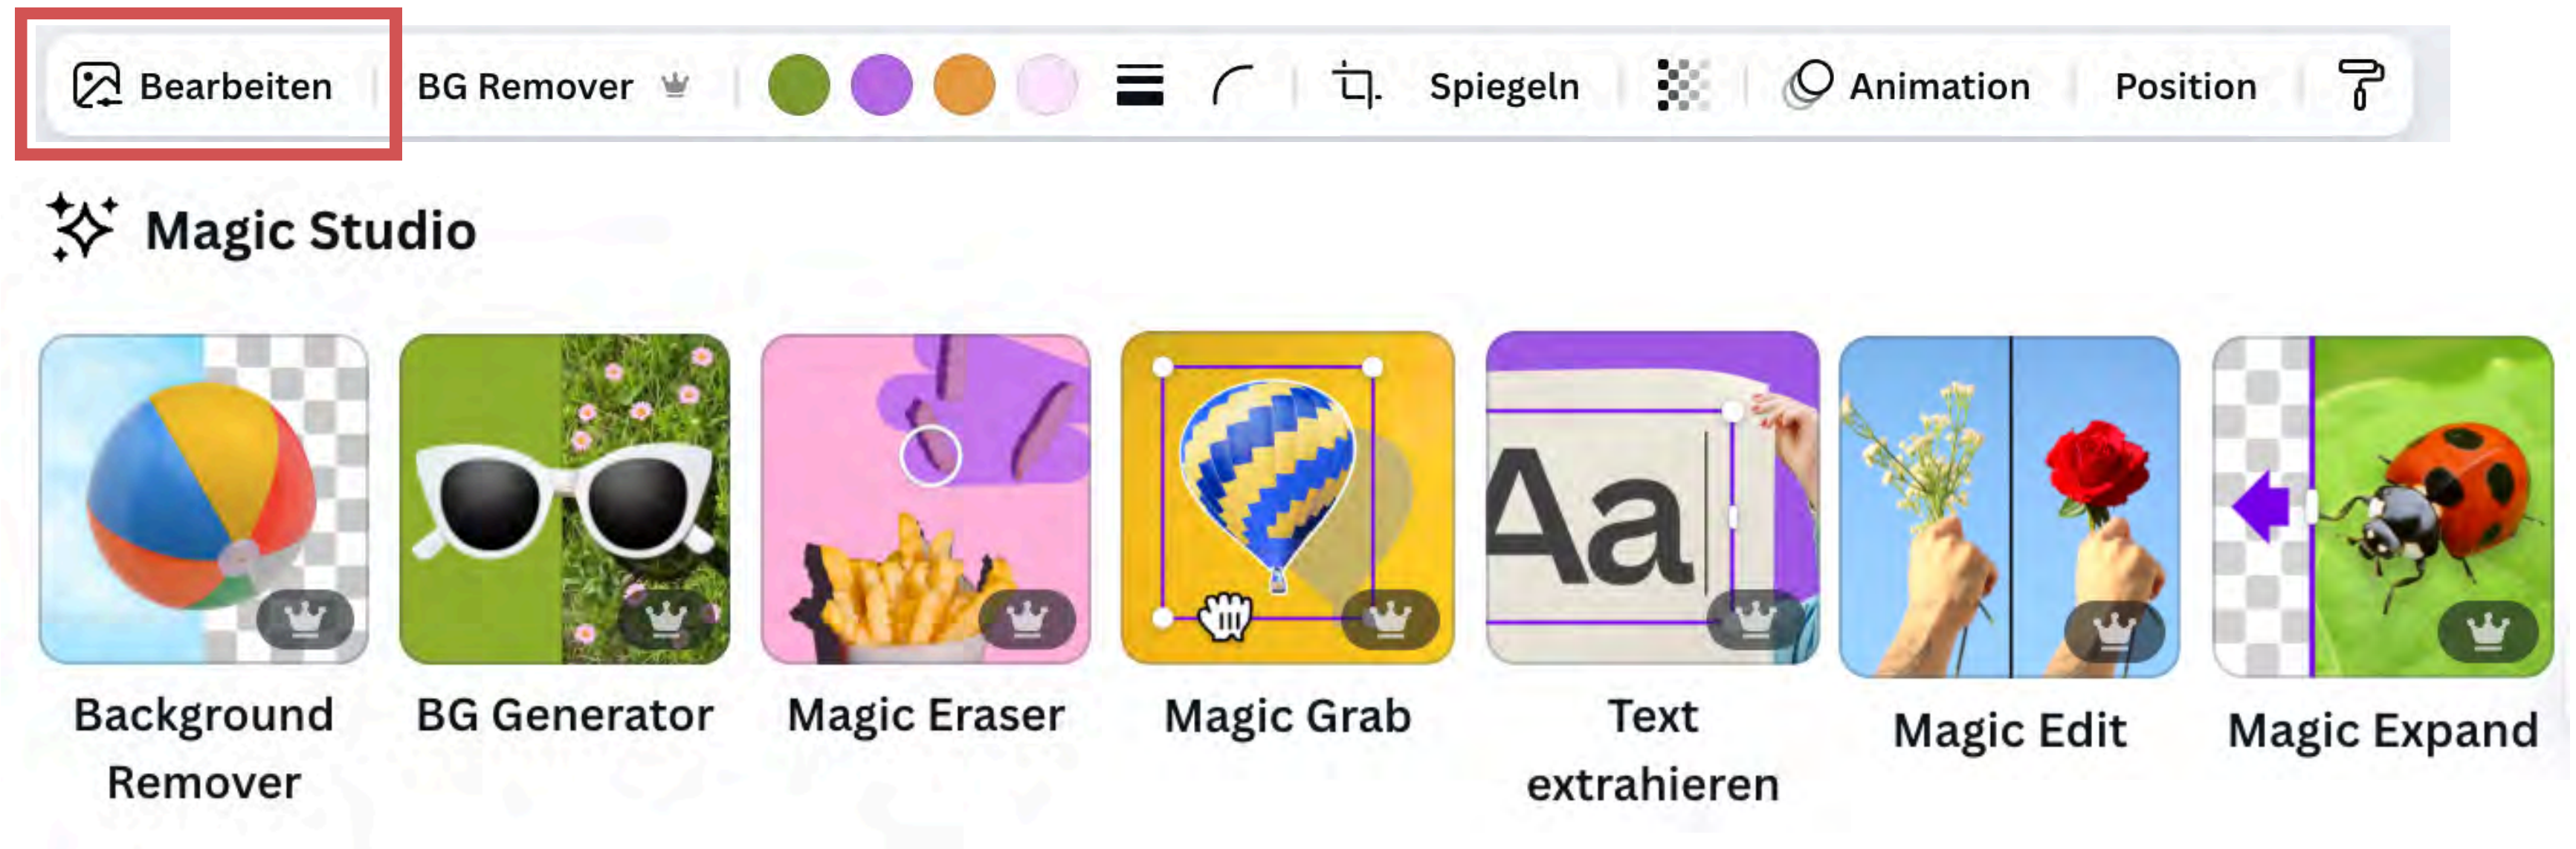 Bearbeiten BG Remover Spiegeln Animation Position
Magic Studio
Aa
Background Remover
BG Generator
Magic Eraser
Magic Grab
Text extrahieren
Magic Edit
Magic Expand